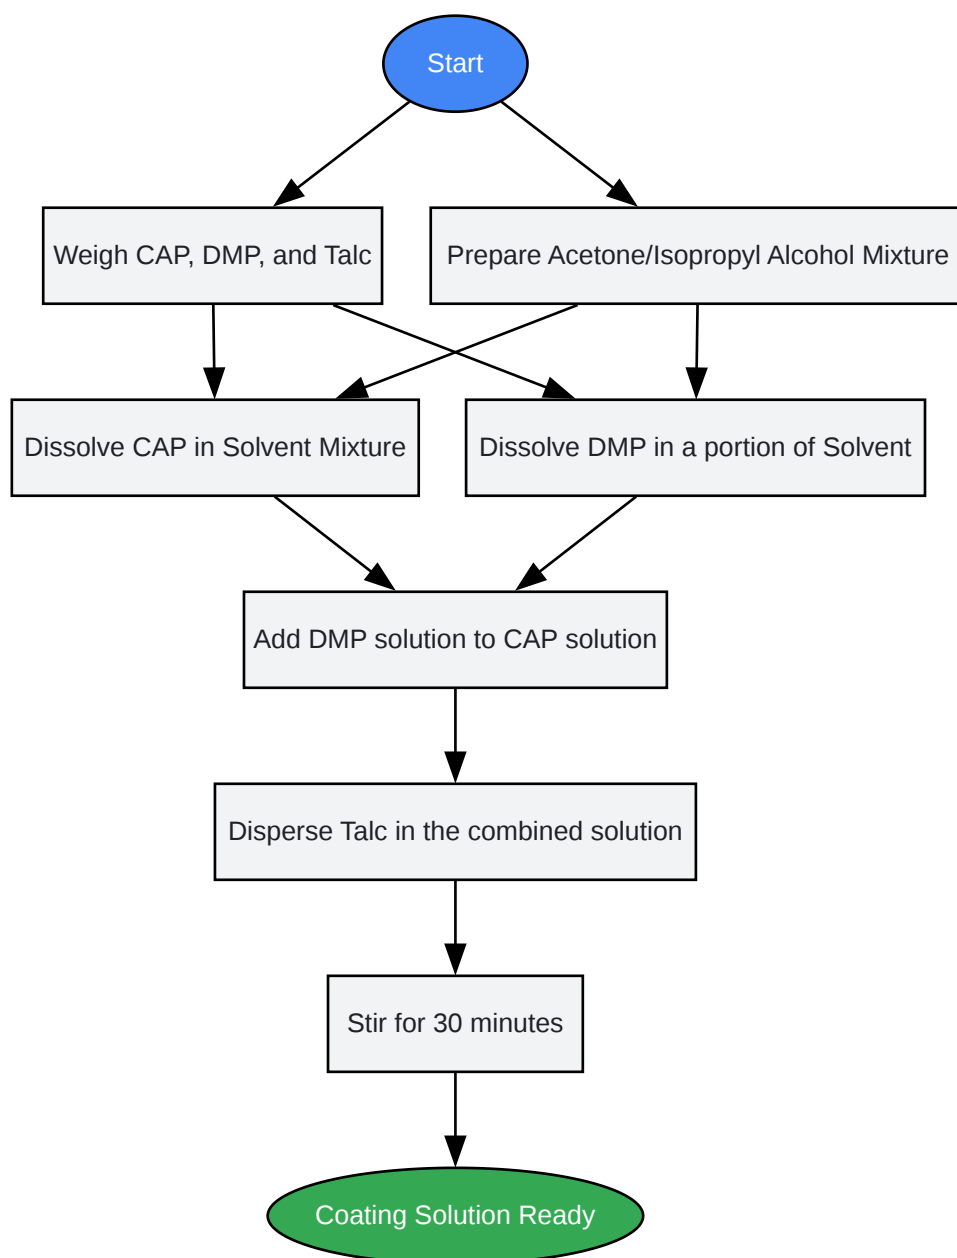 Start
Weigh CAP, DMP, and Talc
Prepare Acetone/Isopropyl Alcohol Mixture
Dissolve CAP in Solvent Mixture
Dissolve DMP in a portion of Solvent
Add DMP solution to CAP solution
Disperse Talc in the combined solution
Stir for 30 minutes
Coating Solution Ready